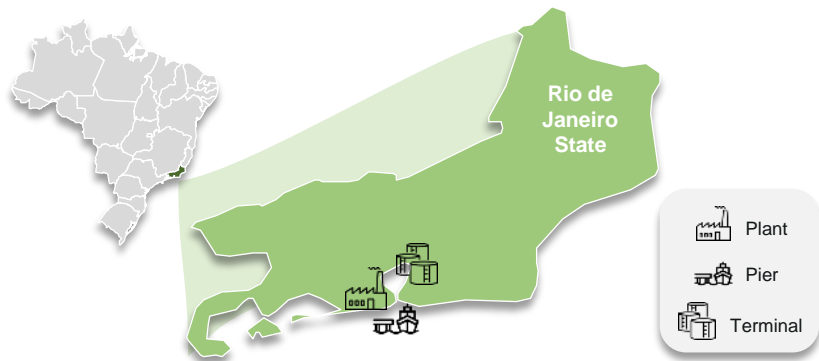 Rio de
Janeiro
State
Plant
Pier
Terminal